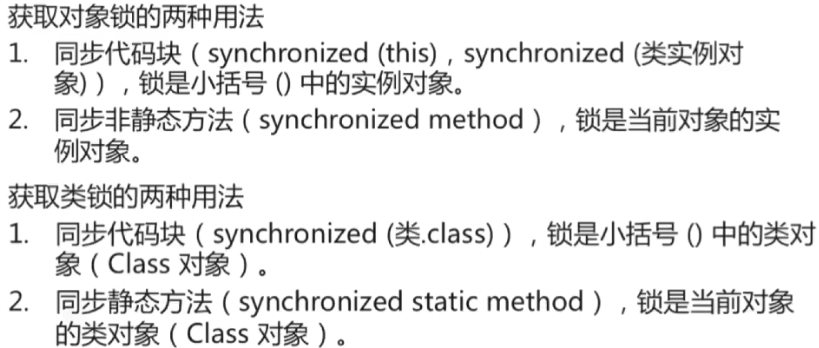 获取对象锁的两种用法
1. 同步代码块（synchronized (this)，synchronized (类实例对
象)），锁是小括号 () 中的实例对象。
2. 同步非静态方法（synchronized method），锁是当前对象的实
例对象。
获取类锁的两种用法
1. 同步代码块（synchronized (类.class)），锁是小括号 () 中的类对
象（Class 对象）。
2. 同步静态方法（synchronized static method），锁是当前对象
的类对象（Class 对象）。